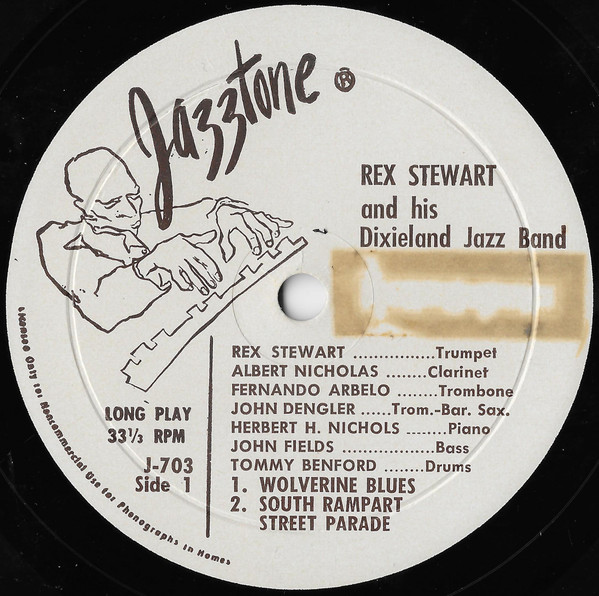 Jazztone ®
REX STEWART
and his
Dixieland Jazz Band
REX STEWART ..............Trumpet
ALBERT NICHOLAS ........Clarinet
FERNANDO ARBELO ........Trombone
JOHN DENGLER .....Trom.-Bar. Sax.
HERBERT H. NICHOLS ......Piano
JOHN FIELDS ...............Bass
TOMMY BENFORD .........Drums
1. WOLVERINE BLUES
2. SOUTH RAMPART
STREET PARADE
LONG PLAY
33⅓ RPM
J-703
Side 1
Licensed Only for Noncommercial Use for Phonographs in Homes